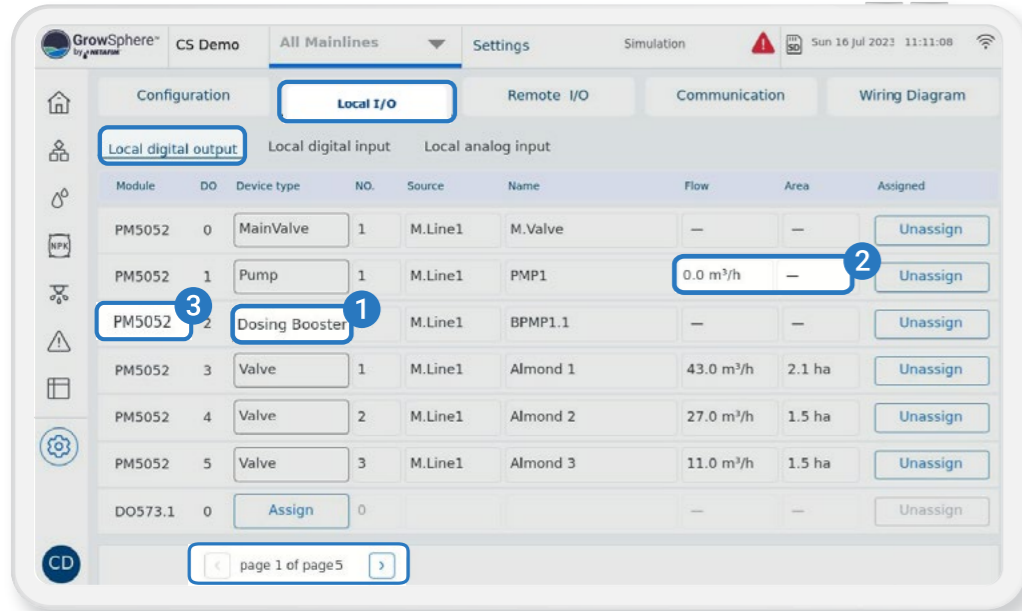 GrowSphere™ CS Demo All Mainlines Settings Simulation SD Sun 16 Jul 2023 11:11:08
by NETAFIM
Configuration Local I/O Remote I/O Communication Wiring Diagram
Local digital output Local digital input Local analog input
Module DO Device type NO. Source Name Flow Area Assigned
PM5052 0 MainValve 1 M.Line1 M.Valve — — Unassign
PM5052 1 Pump 1 M.Line1 PMP1 0.0 m³/h — 2 Unassign
PM5052 3 2 Dosing Booster 1 M.Line1 BPMP1.1 — — Unassign
PM5052 3 Valve 1 M.Line1 Almond 1 43.0 m³/h 2.1 ha Unassign
PM5052 4 Valve 2 M.Line1 Almond 2 27.0 m³/h 1.5 ha Unassign
PM5052 5 Valve 3 M.Line1 Almond 3 11.0 m³/h 1.5 ha Unassign
DO573.1 0 Assign 0 — — Unassign
NPK
CD < page 1 of page5 >